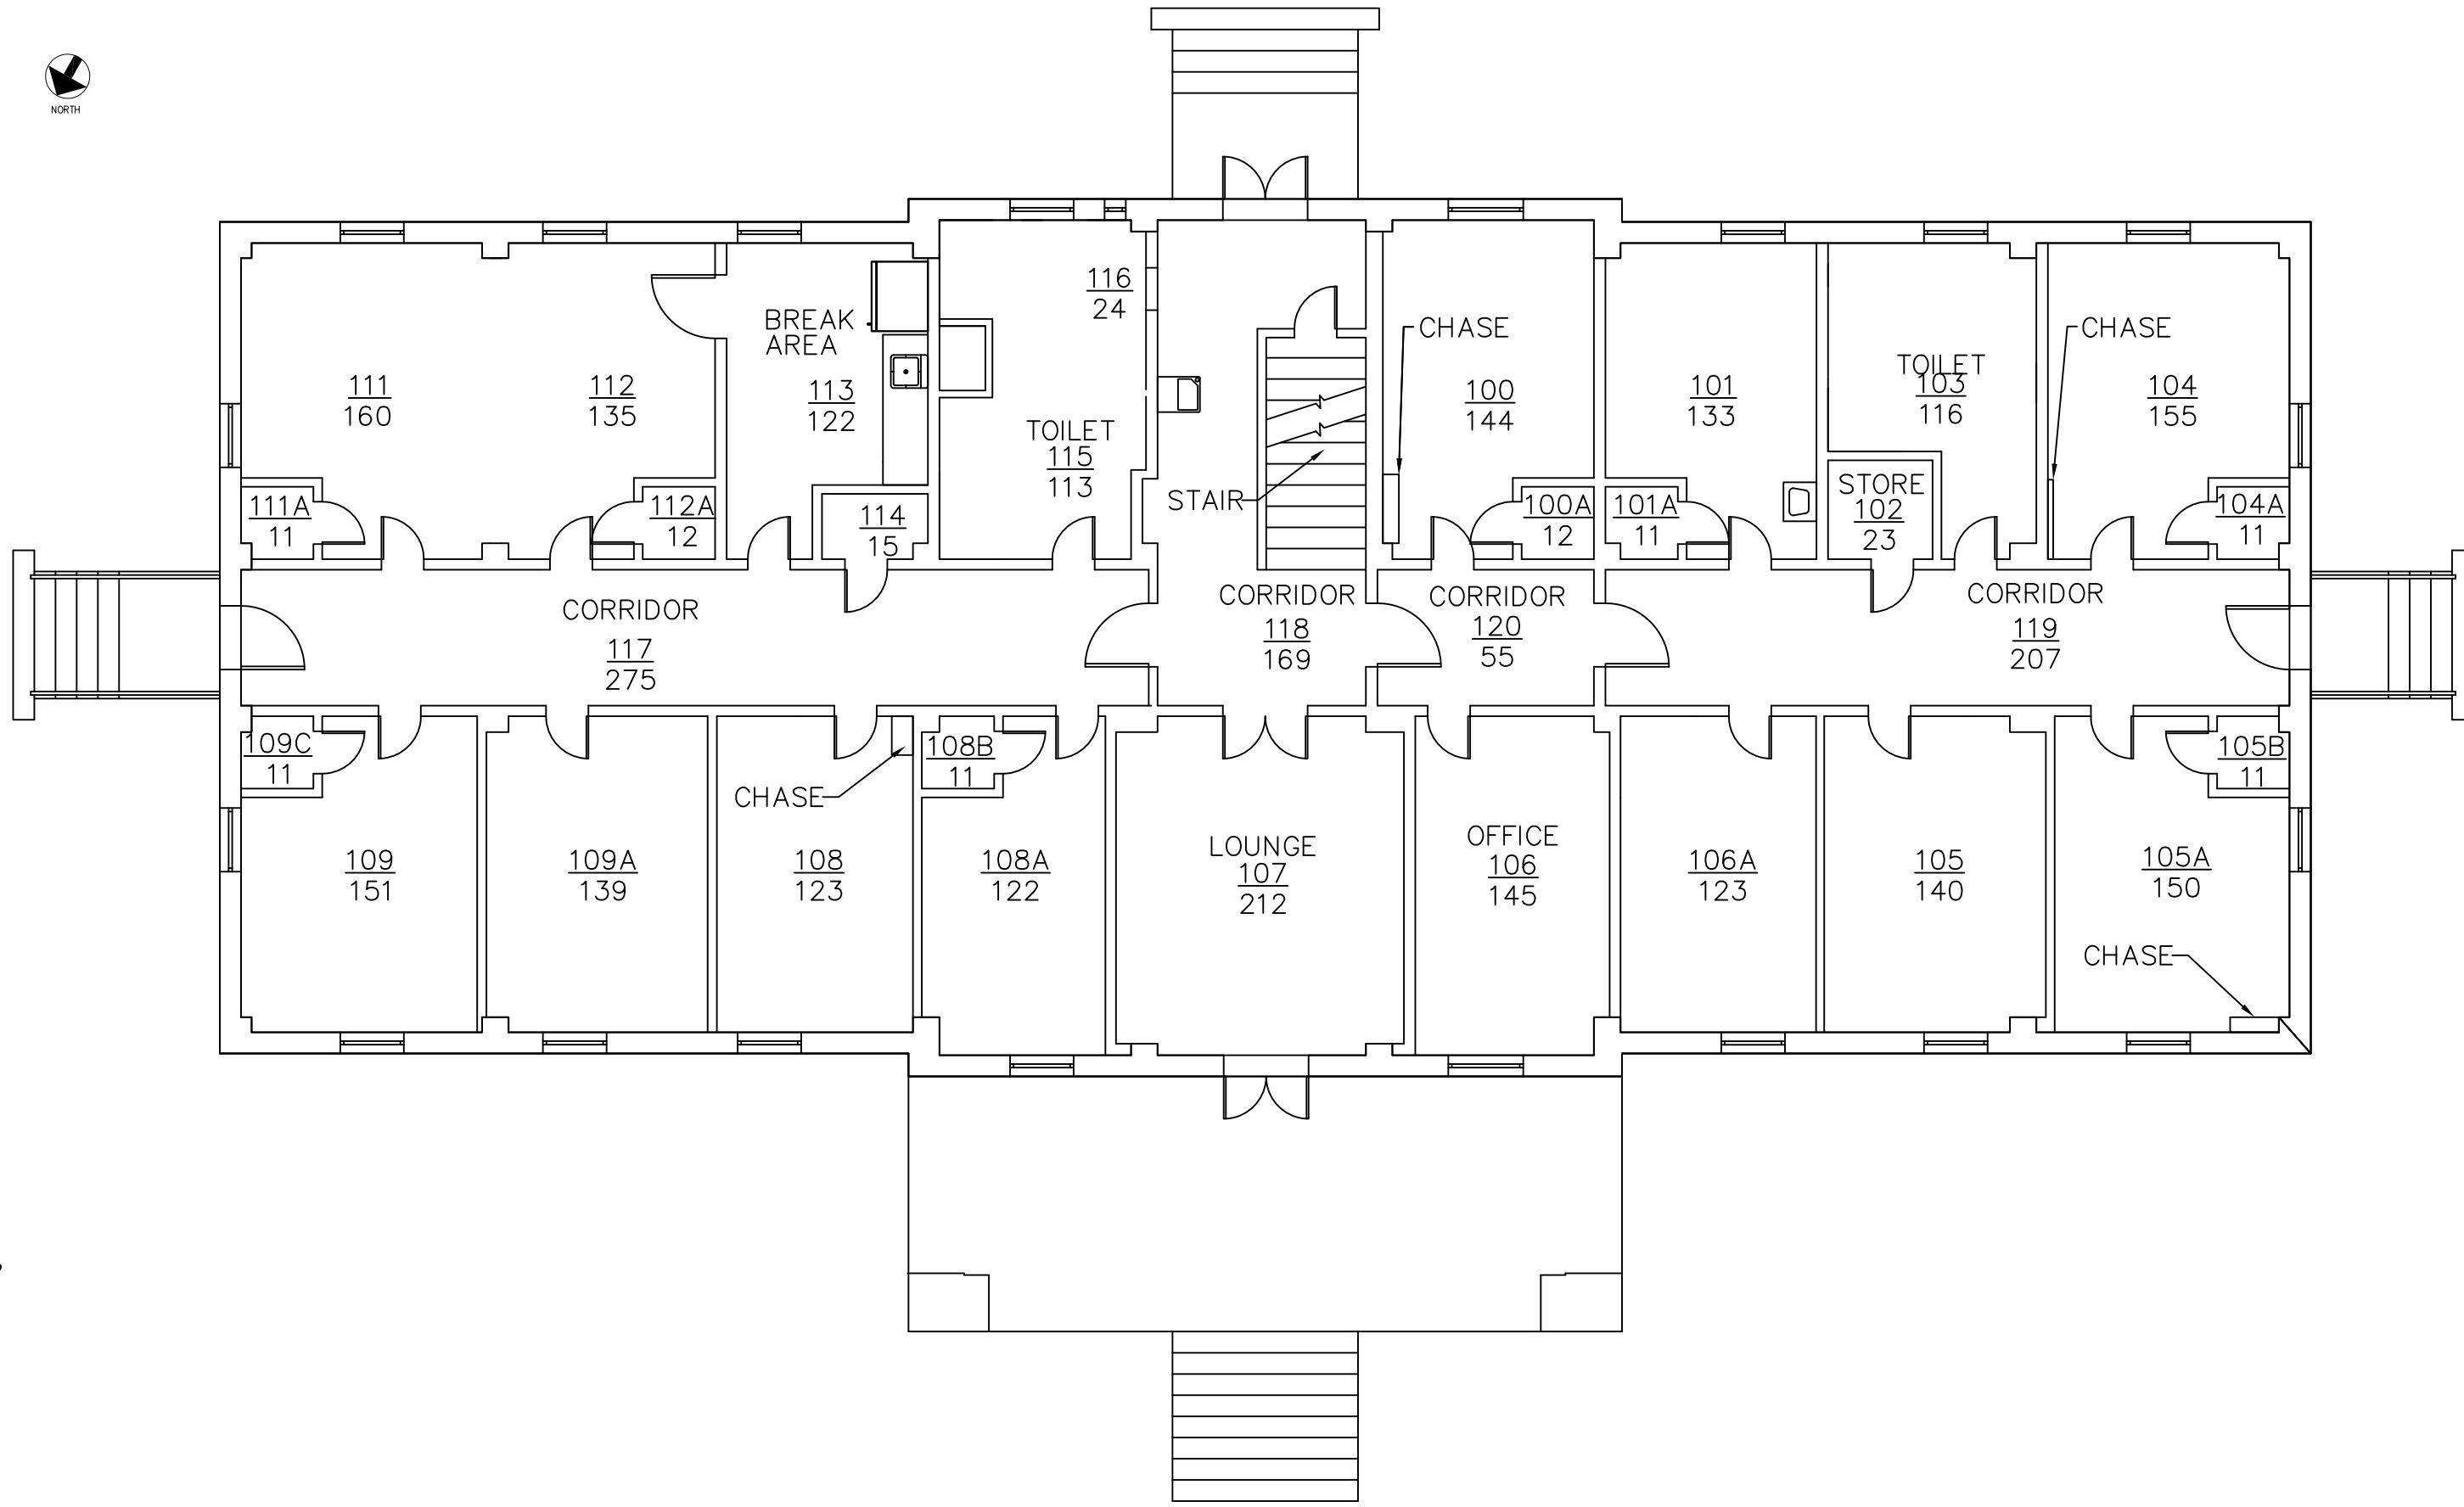 NORTH
BREAK
AREA
116
24
CHASE
CHASE
111
160
112
135
113
122
TOILET
115
113
100
144
101
133
TOILET
103
116
104
155
STAIR
111A
11
112A
12
114
15
100A
12
101A
11
STORE
102
23
104A
11
CORRIDOR
117
275
CORRIDOR
118
169
CORRIDOR
120
55
CORRIDOR
119
207
109C
11
108B
11
105B
11
CHASE
109
151
109A
139
108
123
108A
122
LOUNGE
107
212
OFFICE
106
145
106A
123
105
140
105A
150
CHASE